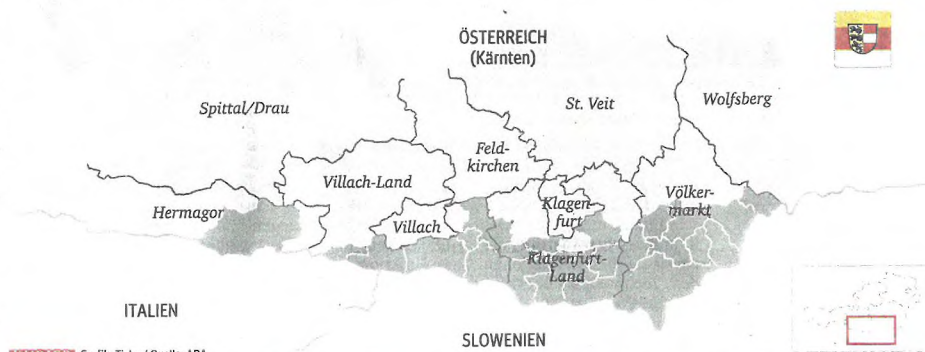 ÖSTERREICH
(Kärnten)
Spittal/Drau
St. Veit
Wolfsberg
Feld-
kirchen
Villach-Land
Hermagor
Villach
Klagen
furt
Völker-
markt
Klagenfurt-
Land
ITALIEN
SLOWENIEN